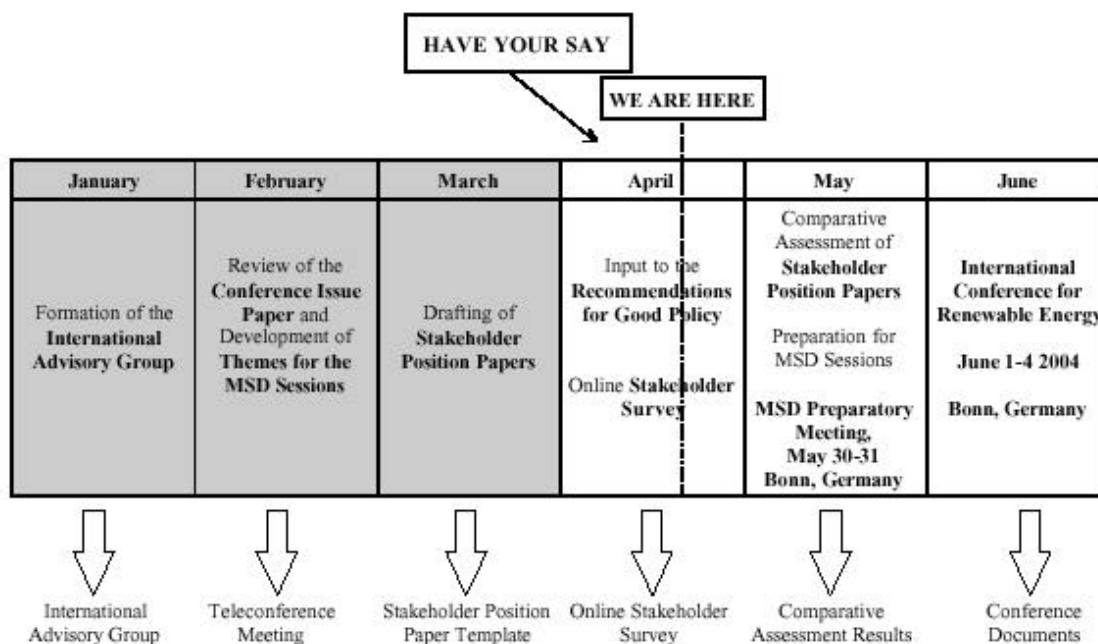 HAVE YOUR SAY
WE ARE HERE
January
February
March
April
May
June
Formation of the
International
Advisory Group
Review of the
Conference Issue
Paper and
Development of
Themes for the
MSD Sessions
Drafting of
Stakeholder
Position Papers
Input to the
Recommendations
for Good Policy
Online Stakeholder
Survey
Comparative
Assessment of
Stakeholder
Position Papers
Preparation for
MSD Sessions
MSD Preparatory
Meeting,
May 30-31
Bonn, Germany
International
Conference for
Renewable Energy
June 1-4 2004
Bonn, Germany
International
Advisory Group
Teleconference
Meeting
Stakeholder Position
Paper Template
Online Stakeholder
Survey
Comparative
Assessment Results
Conference
Documents